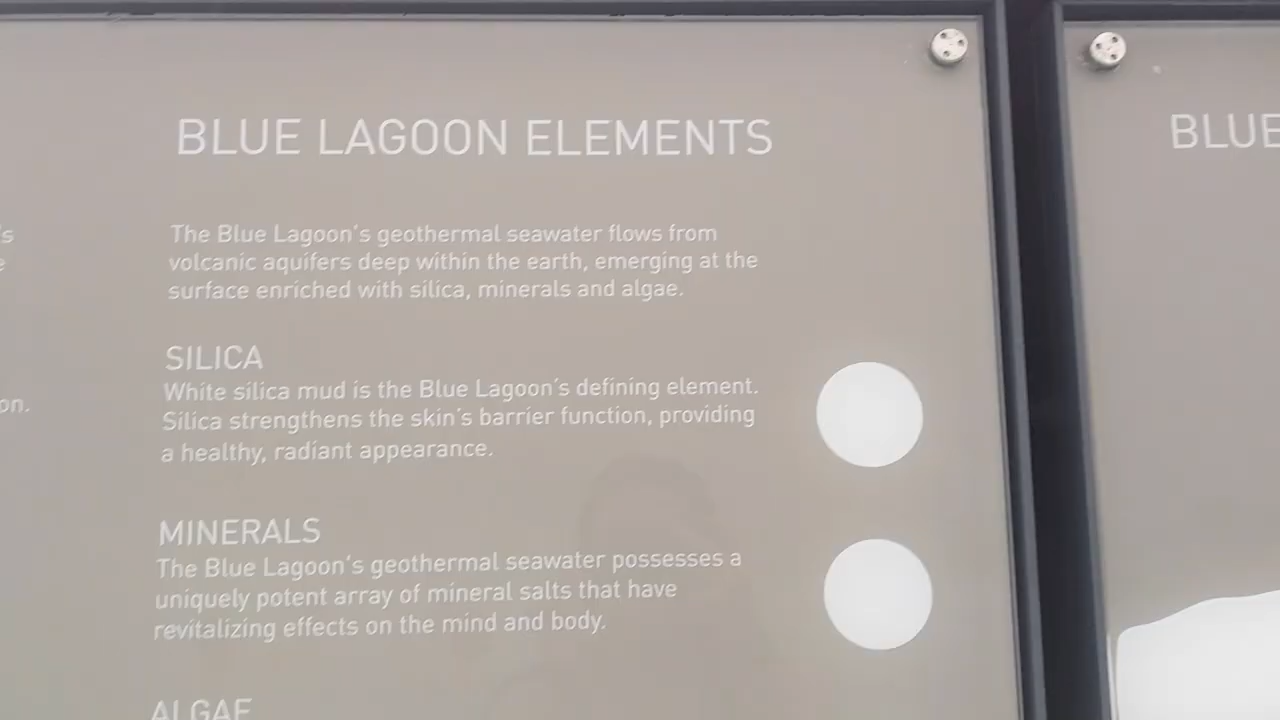 BLUE LAGOON ELEMENTS
The Blue Lagoon's geothermal seawater flows from
volcanic aquifers deep within the earth, emerging at the
surface enriched with silica, minerals and algae.
SILICA
White silica mud is the Blue Lagoon's defining element.
Silica strengthens the skin's barrier function, providing
a healthy, radiant appearance.
MINERALS
The Blue Lagoon's geothermal seawater possesses a
uniquely potent array of mineral salts that have
revitalizing effects on the mind and body.
ALGAE
BLUE